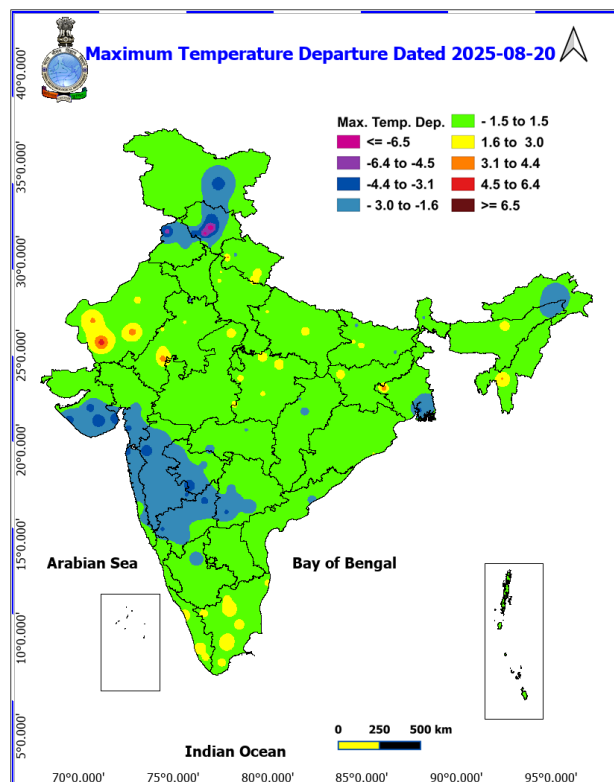 Maximum Temperature Departure Dated 2025-08-20
Max. Temp. Dep.
<= -6.5
-6.4 to -4.5
-4.4 to -3.1
- 3.0 to -1.6
- 1.5 to 1.5
1.6 to 3.0
3.1 to 4.4
4.5 to 6.4
>= 6.5
40°0.000'
35°0.000'
30°0.000'
25°0.000'
20°0.000'
15°0.000'
10°0.000'
5°0.000'
Arabian Sea
Bay of Bengal
Indian Ocean
0 250 500 km
70°0.000' 75°0.000' 80°0.000' 85°0.000' 90°0.000' 95°0.000'